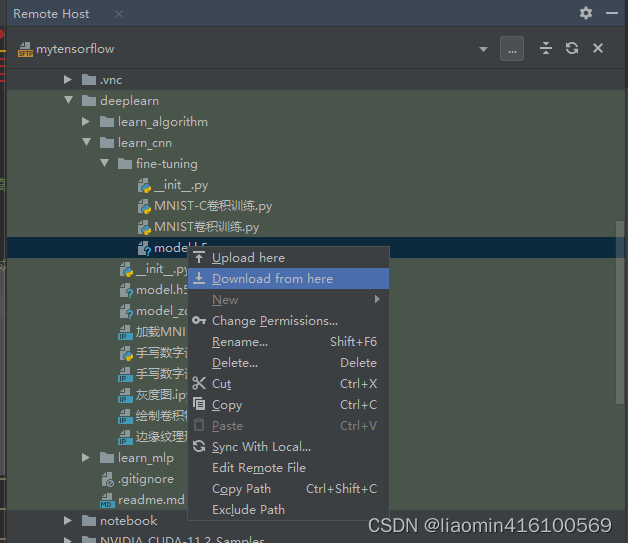 Remote Host
mytensorflow
SFTP
...
.vnc
deeplearn
learn_algorithm
learn_cnn
fine-tuning
__init__.py
MNIST-C卷积训练.py
MNIST卷积训练.py
Upload here
__init__.py
Download from here
model.h5
New
Change Permissions...
加载MNI
Rename... Shift+F6
手写数字
Delete... Delete
手写数字
Cut Ctrl+X
灰度图.ip
Copy Ctrl+C
绘制卷积
Paste Ctrl+V
边缘纹理
Sync With Local...
learn_mlp
Edit Remote File
.gitignore
Copy Path Ctrl+Shift+C
readme.md
Exclude Path
notebook
CSDN @liaomin416100569
NVIDIA_CUDA-11.2_Samples